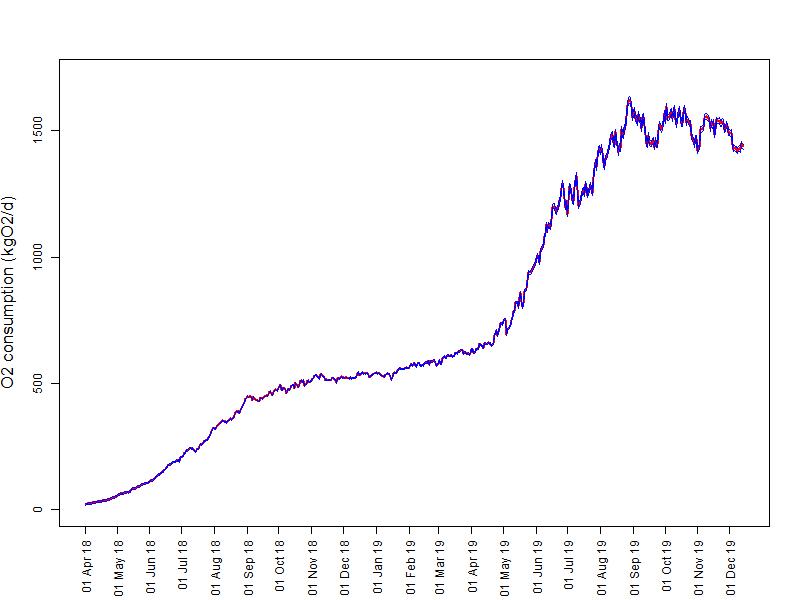 O2 consumption (kgO2/d)
1500
1000
500
0
01 Apr 18
01 May 18
01 Jun 18
01 Jul 18
01 Aug 18
01 Sep 18
01 Oct 18
01 Nov 18
01 Dec 18
01 Jan 19
01 Feb 19
01 Mar 19
01 Apr 19
01 May 19
01 Jun 19
01 Jul 19
01 Aug 19
01 Sep 19
01 Oct 19
01 Nov 19
01 Dec 19